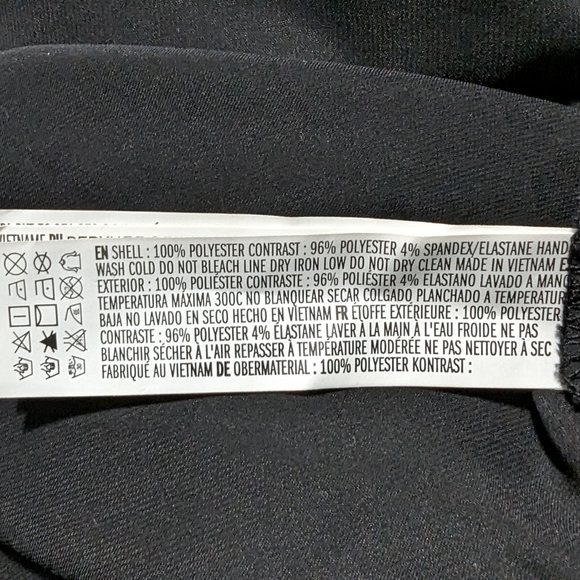 EN SHELL : 100% POLYESTER CONTRAST : 96% POLYESTER 4% SPANDEX/ELASTANE HAND
WASH COLD DO NOT BLEACH LINE DRY IRON LOW DO NOT DRY CLEAN MADE IN VIETNAM E
EXTERIOR : 100% POLIÉSTER CONTRASTE : 96% POLIÉSTER 4% ELASTANO LAVADO A MANO
TEMPERATURA MÁXIMA 300C NO BLANQUEAR SECAR COLGADO PLANCHADO A TEMPERATUR
BAJA NO LAVADO EN SECO HECHO EN VIETNAM FR ÉTOFFE EXTÉRIEURE : 100% POLYESTER
CONTRASTE : 96% POLYESTER 4% ÉLASTANE LAVER À LA MAIN À L'EAU FROIDE NE PAS
BLANCHIR SÉCHER À L'AIR REPASSER À TEMPÉRATURE MODÉRÉE NE PAS NETTOYER À SEC
FABRIQUÉ AU VIETNAM DE OBERMATERIAL : 100% POLYESTER KONTRAST :